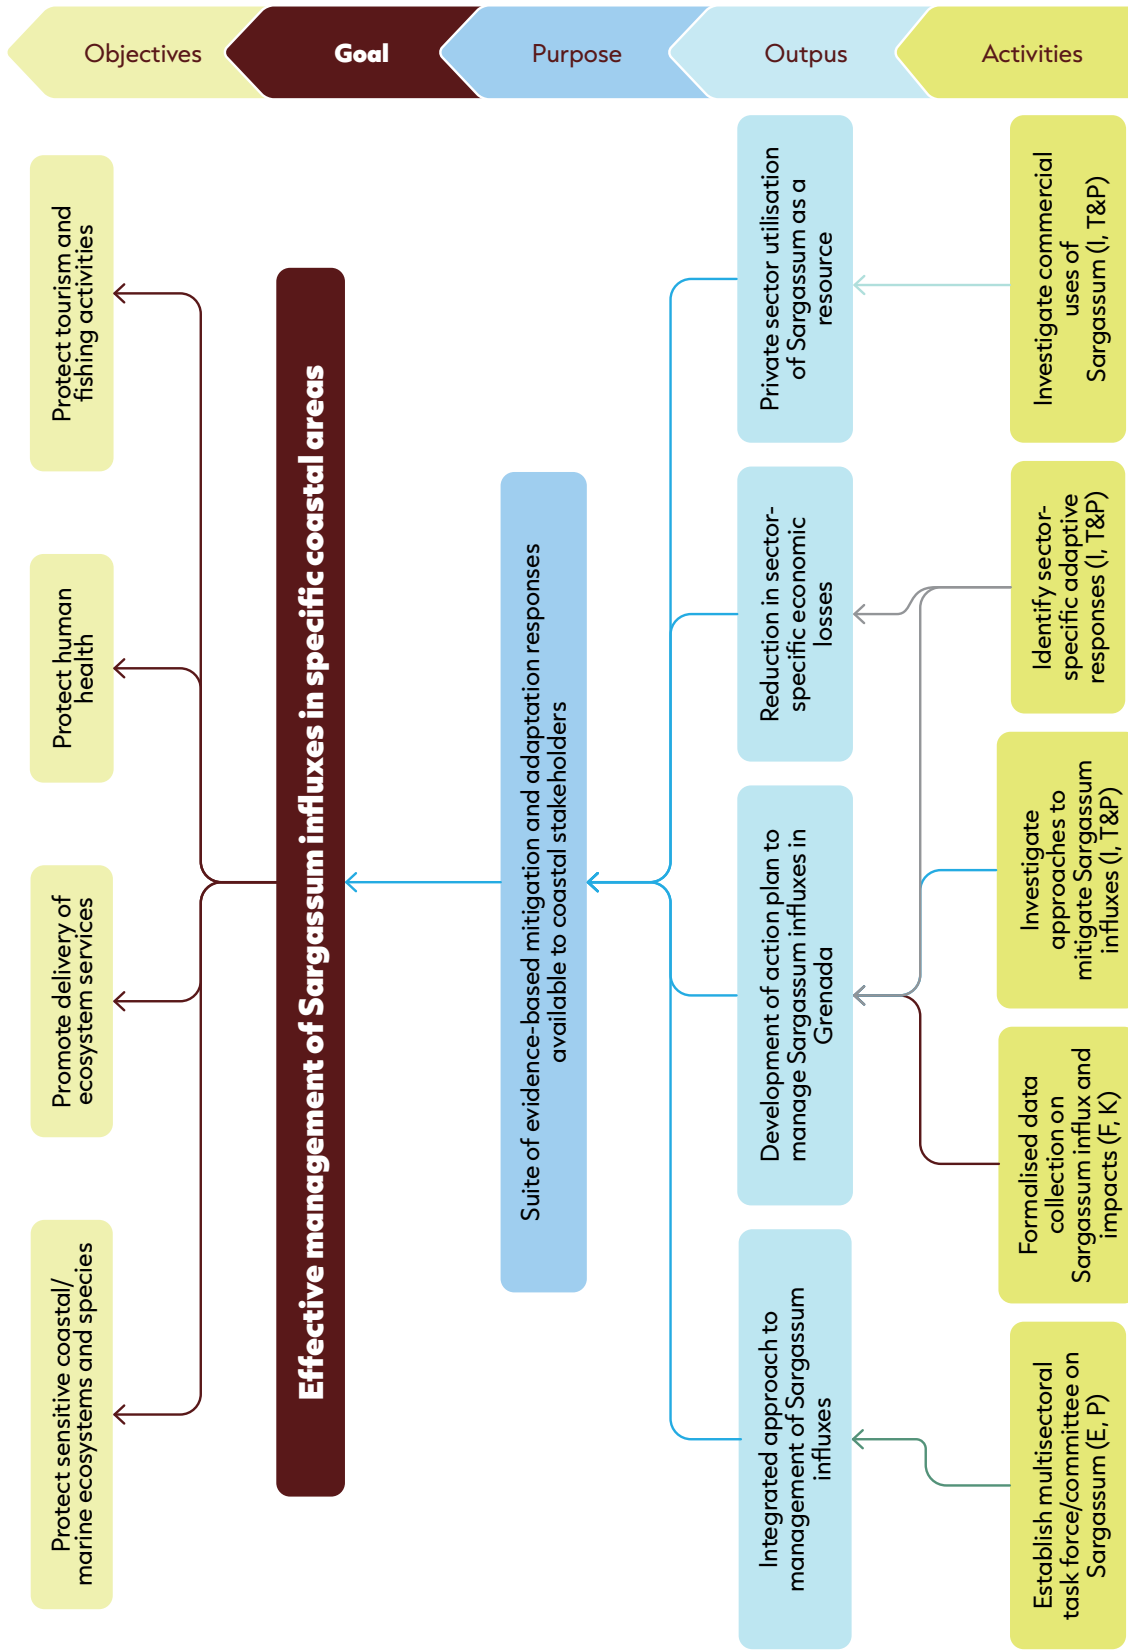 Objectives
Goal
Purpose
Outpus
Activities
Protect sensitive coastal/
marine ecosystems and species
Promote delivery of
ecosystem services
Protect human
health
Protect tourism and
fishing activities
Effective management of Sargassum influxes in specific coastal areas
Suite of evidence-based mitigation and adaptation responses
available to coastal stakeholders
Integrated approach to
management of Sargassum
influxes
Development of action plan to
manage Sargassum influxes in
Grenada
Reduction in sector-
specific economic
losses
Private sector utilisation
of Sargassum as a
resource
Establish multisectoral
task force/committee on
Sargassum (E, P)
Formalised data
collection on
Sargassum influx and
impacts (F, K)
Investigate
approaches to
mitigate Sargassum
influxes (I, T&P)
Identify sector-
specific adaptive
responses (I, T&P)
Investigate commercial
uses of
Sargassum (I, T&P)